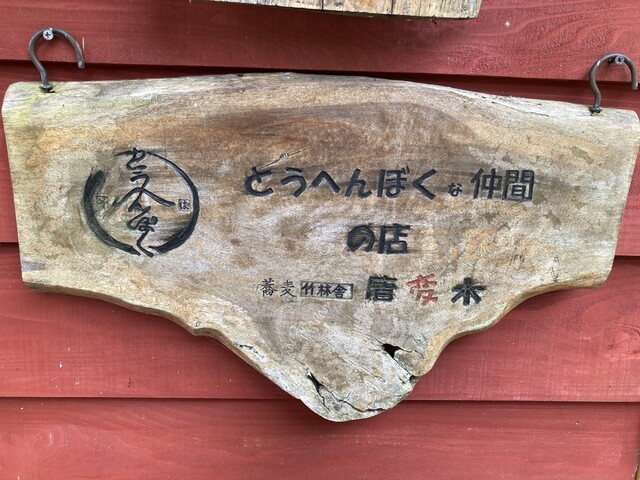 とうへんぼく
とうへんぼくな仲間
の店
蕎麦 竹林舎 唐変木